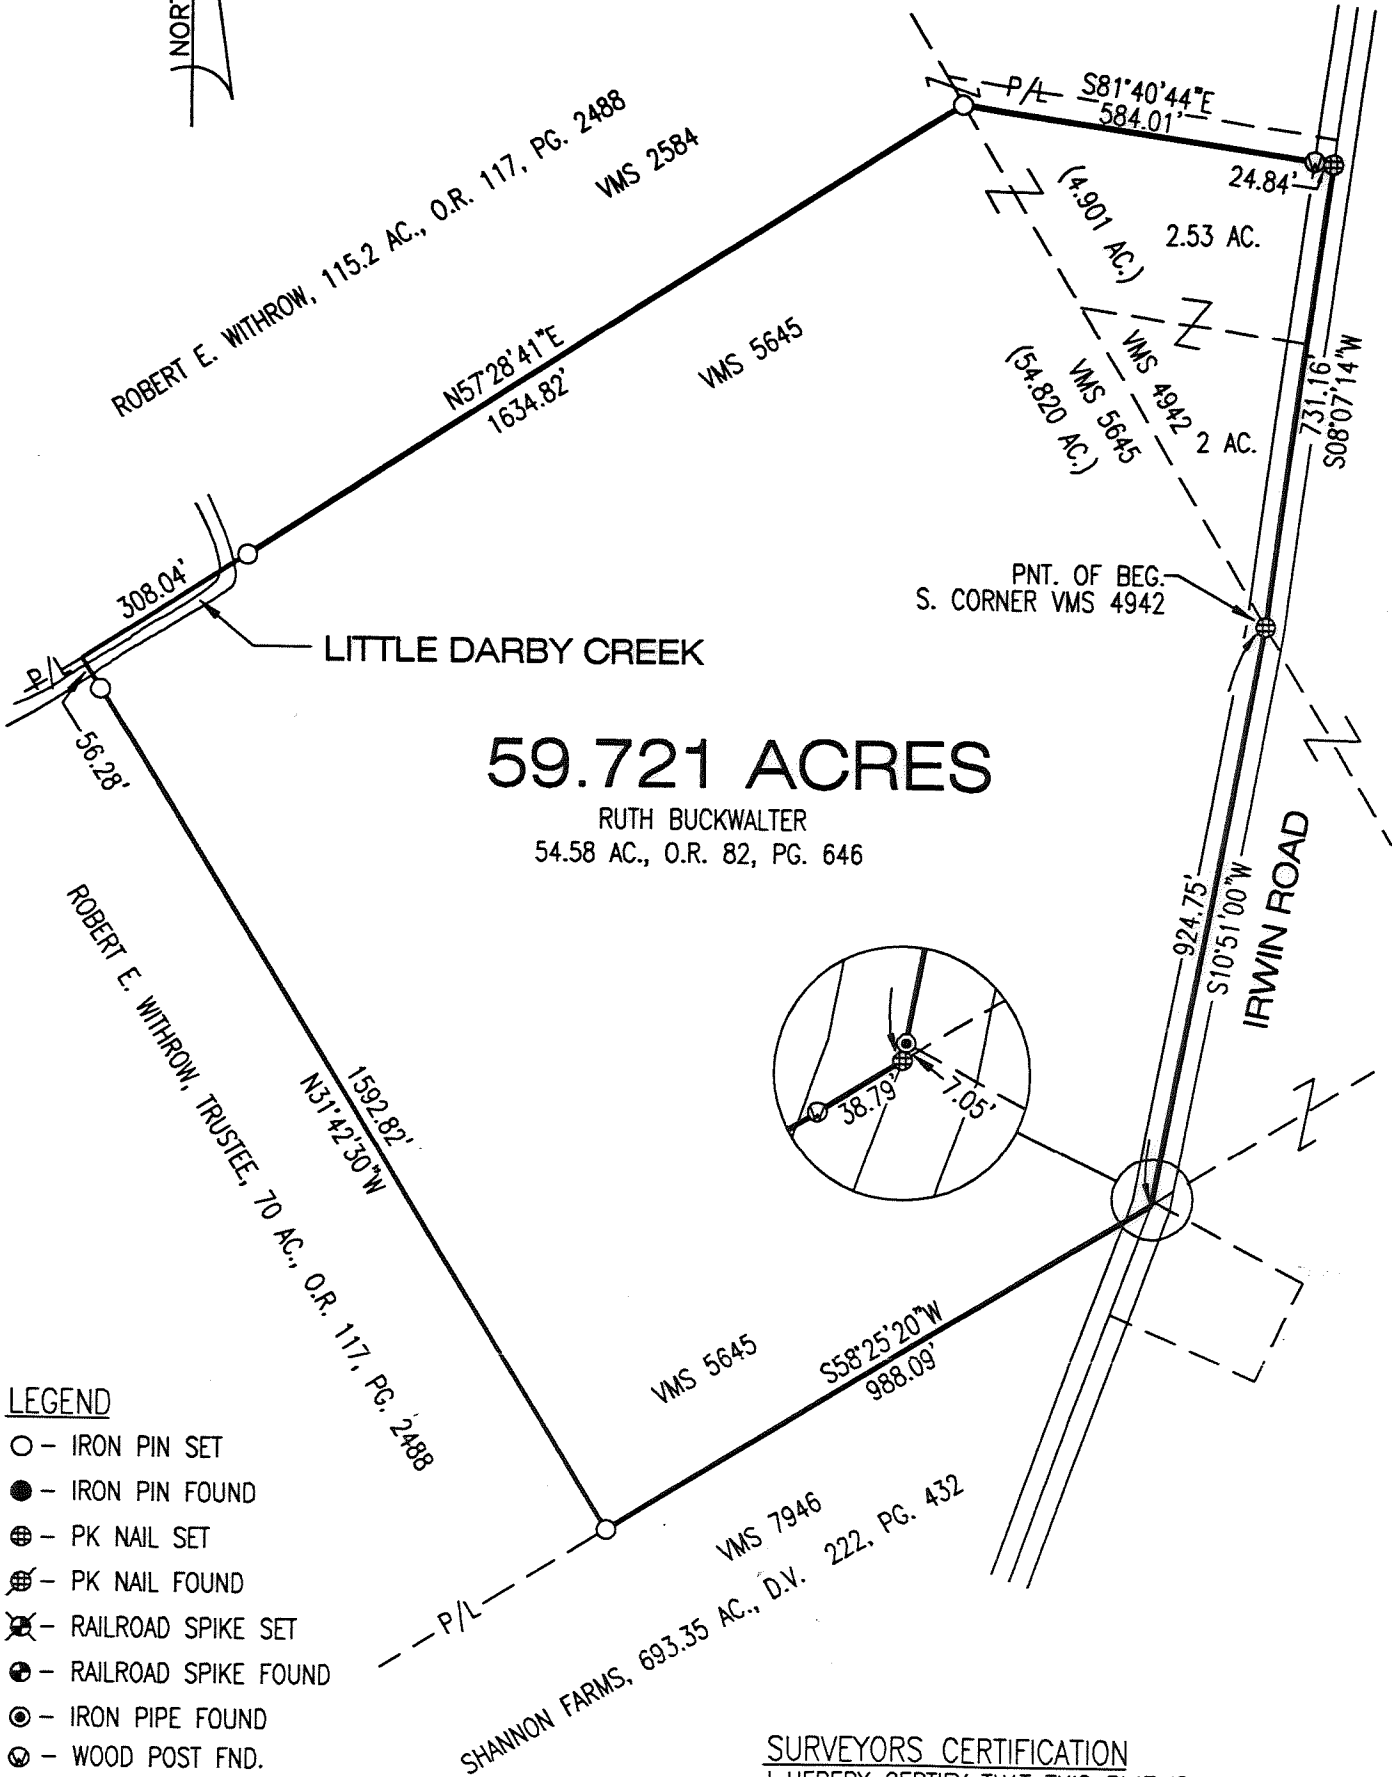 NOR
P/L
S81°40'44"E
584.01'
24.84'
ROBERT E. WITHROW, 115.2 AC., O.R. 117, PG. 2488
VMS 2584
(4.901 AC.)
2.53 AC.
N57°28'41"E
1634.82'
VMS 5645
VMS 4942
VMS 5645
(54.820 AC.)
2 AC.
731.16'
S08°07'14"W
PNT. OF BEG.
S. CORNER VMS 4942
308.04'
P/L
LITTLE DARBY CREEK
56.28'
59.721 ACRES
RUTH BUCKWALTER
54.58 AC., O.R. 82, PG. 646
924.75'
S10°51'00"W
IRWIN ROAD
ROBERT E. WITHROW, TRUSTEE, 70 AC., O.R. 117, PG. 2488
1592.82'
N31°42'30"W
38.79'
7.05'
VMS 5645
S58°25'20"W
988.09'
VMS 7946
P/L
SHANNON FARMS, 693.35 AC., D.V. 222, PG. 432
LEGEND
– IRON PIN SET
– IRON PIN FOUND
– PK NAIL SET
– PK NAIL FOUND
– RAILROAD SPIKE SET
– RAILROAD SPIKE FOUND
– IRON PIPE FOUND
W – WOOD POST FND.
SURVEYORS CERTIFICATION
I HEREBY CERTIFY THAT THIS